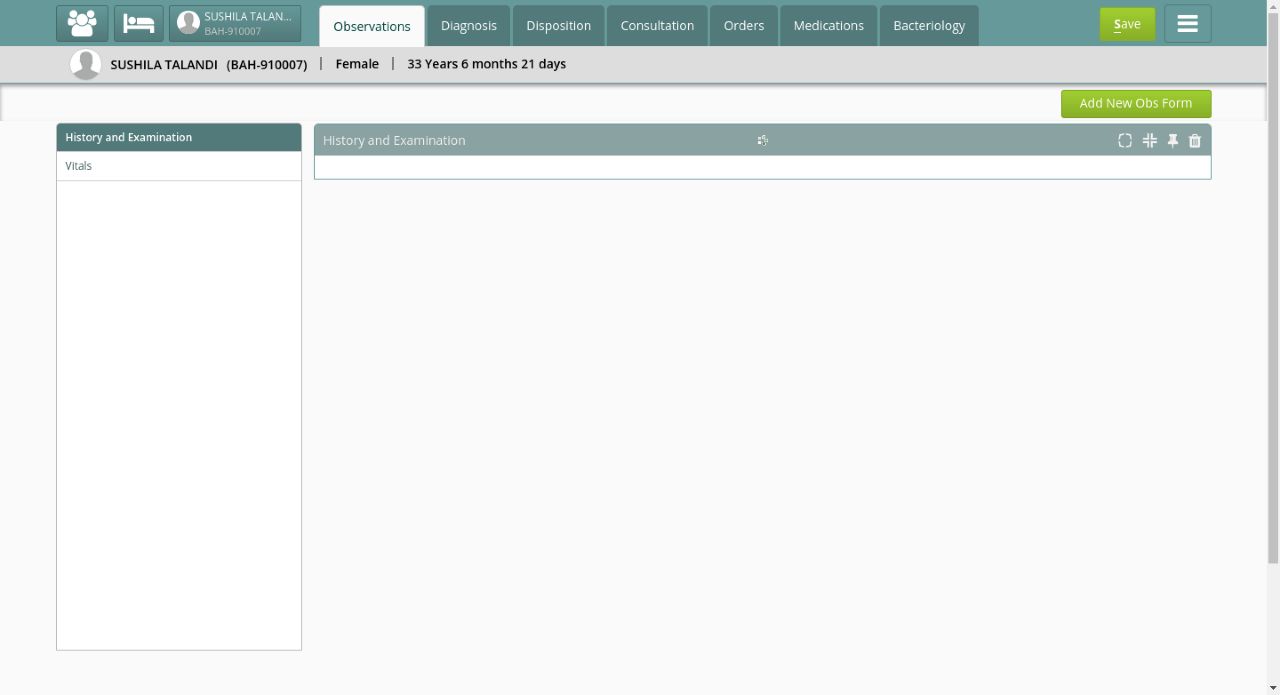 SUSHILA TALAN...
BAH-910007
Observations
Diagnosis
Disposition
Consultation
Orders
Medications
Bacteriology
Save
SUSHILA TALANDI (BAH-910007) | Female | 33 Years 6 months 21 days
Add New Obs Form
History and Examination
Vitals
History and Examination